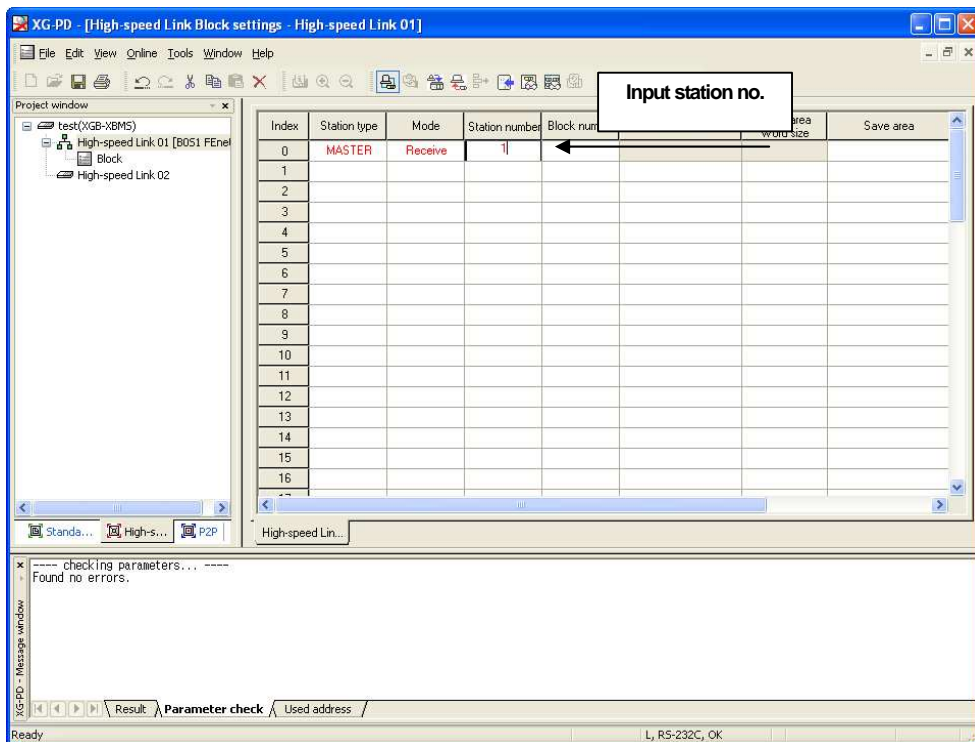 XG-PD - [High-speed Link Block settings - High-speed Link 01]
File Edit View Online Tools Window Help
Project window
test(XGB-XBMS)
High-speed Link 01 [B0S1 FEnet
Block
High-speed Link 02
Standa... High-s... P2P
Input station no.
Index Station type Mode Station number Block num area word size Save area
0 MASTER Receive 1
1
2
3
4
5
6
7
8
9
10
11
12
13
14
15
16
17
High-speed Lin...
---- checking parameters... ----
Found no errors.
XG-PD - Message window
Result Parameter check Used address
Ready L, RS-232C, OK